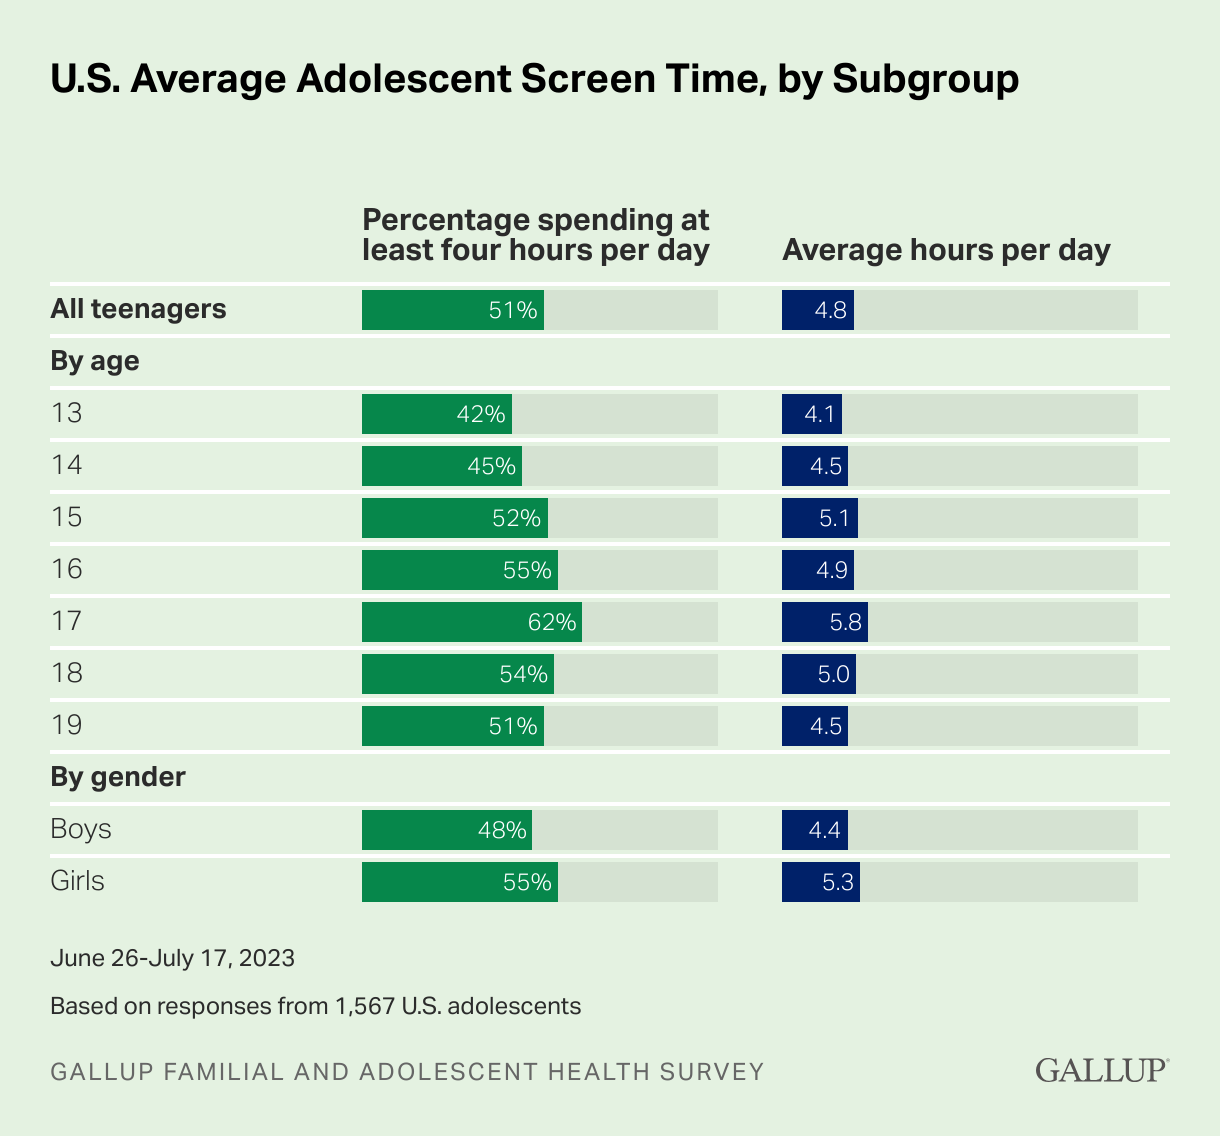 U.S. Average Adolescent Screen Time, by Subgroup
Percentage spending at
least four hours per day
Average hours per day
All teenagers 51% 4.8
By age
13 42% 4.1
14 45% 4.5
15 52% 5.1
16 55% 4.9
17 62% 5.8
18 54% 5.0
19 51% 4.5
By gender
Boys 48% 4.4
Girls 55% 5.3
June 26-July 17, 2023
Based on responses from 1,567 U.S. adolescents
GALLUP FAMILIAL AND ADOLESCENT HEALTH SURVEY
GALLUP®